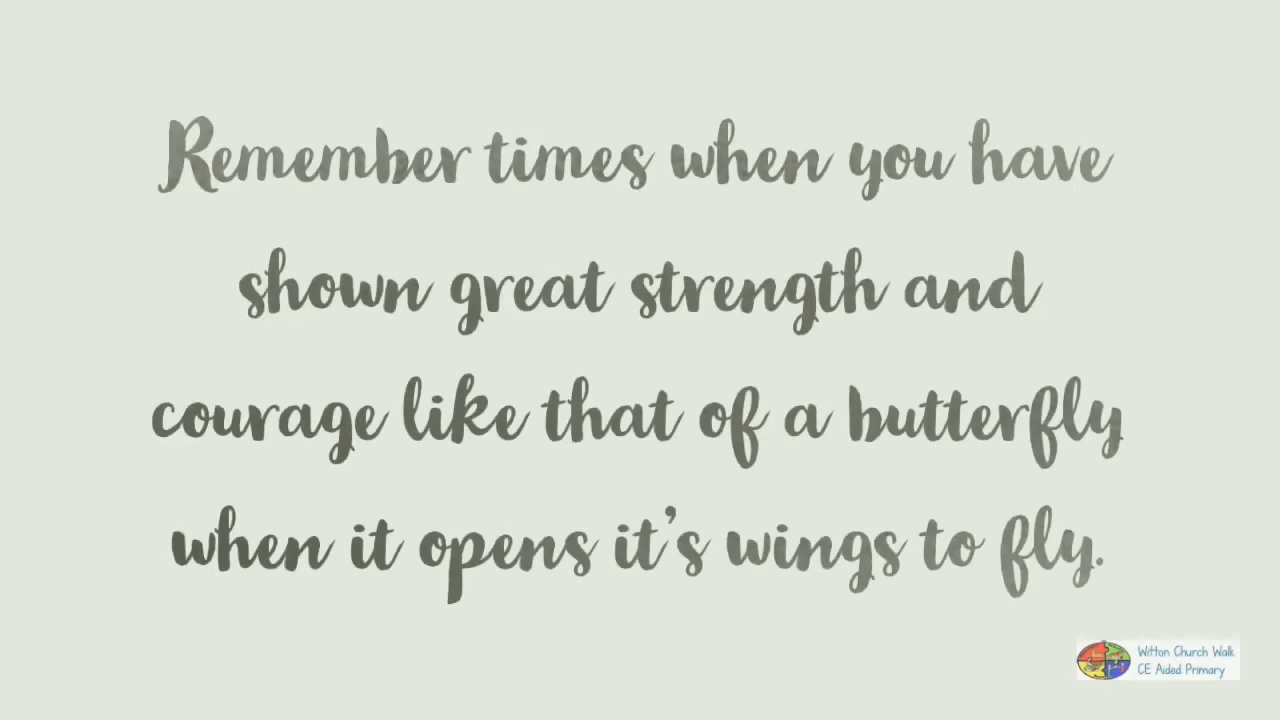 Remember times when you have
shown great strength and
courage like that of a butterfly
when it opens it's wings to fly.
Witton Church Walk
CE Aided Primary